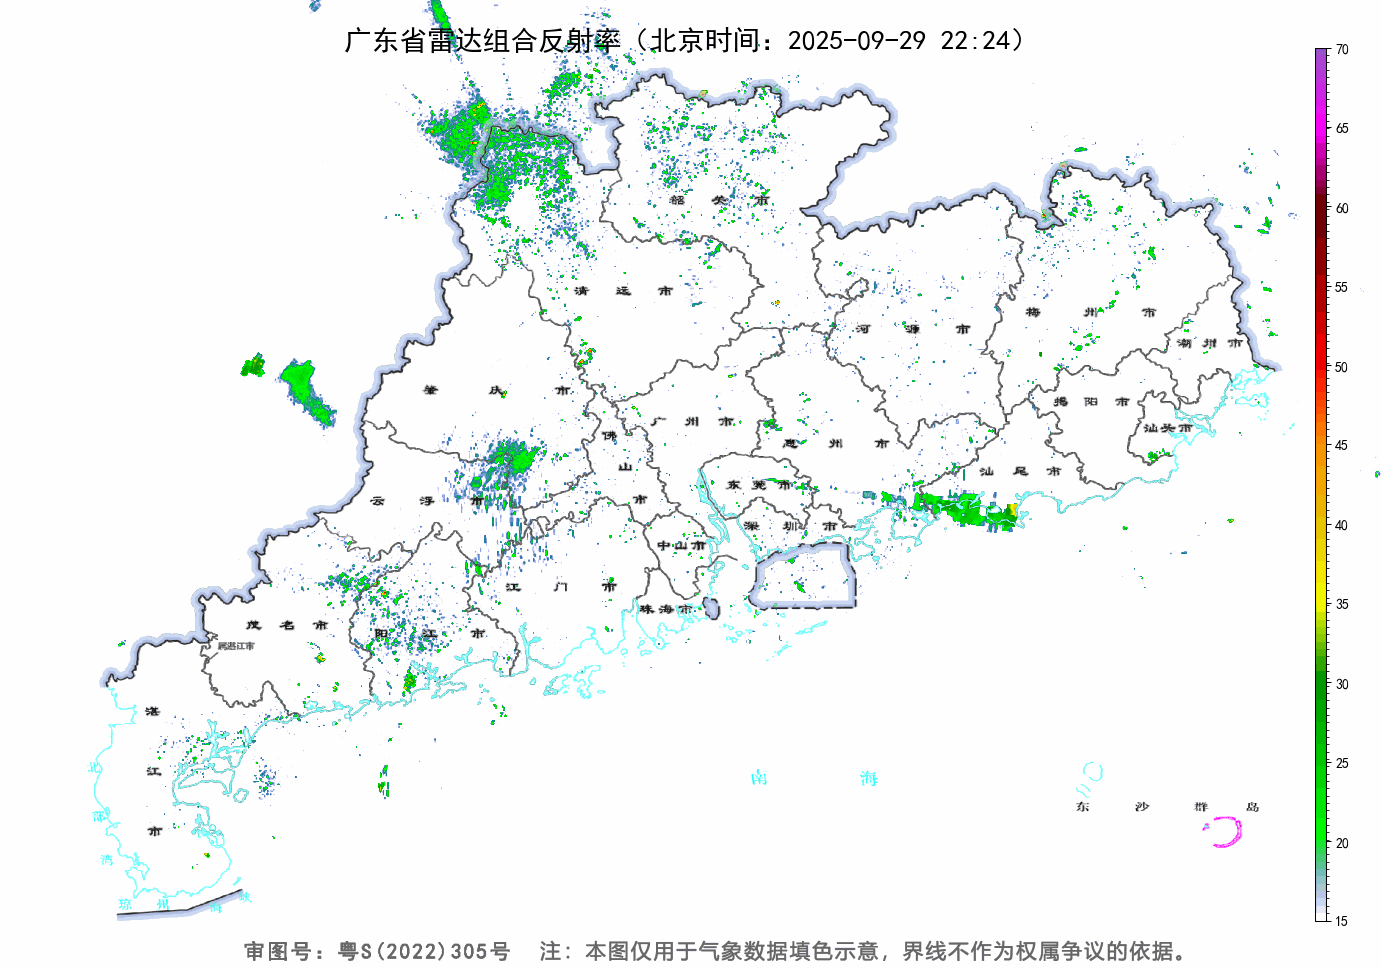 广东省雷达组合反射率（北京时间：2025-09-29 22:24）
70
65
60
55
50
45
40
35
30
25
20
15
韶关市
清远市
河源市
梅州市
潮州市
肇庆市
广州市
佛山市
惠州市
揭阳市
汕头市
汕尾市
云浮市
东莞市
深圳市
中山市
江门市
珠海市
茂名市
阳江市
属湛江市
湛江市
北部湾
琼州海峡
南海
东沙群岛
审图号：粤S(2022)305号 注：本图仅用于气象数据填色示意，界线不作为权属争议的依据。